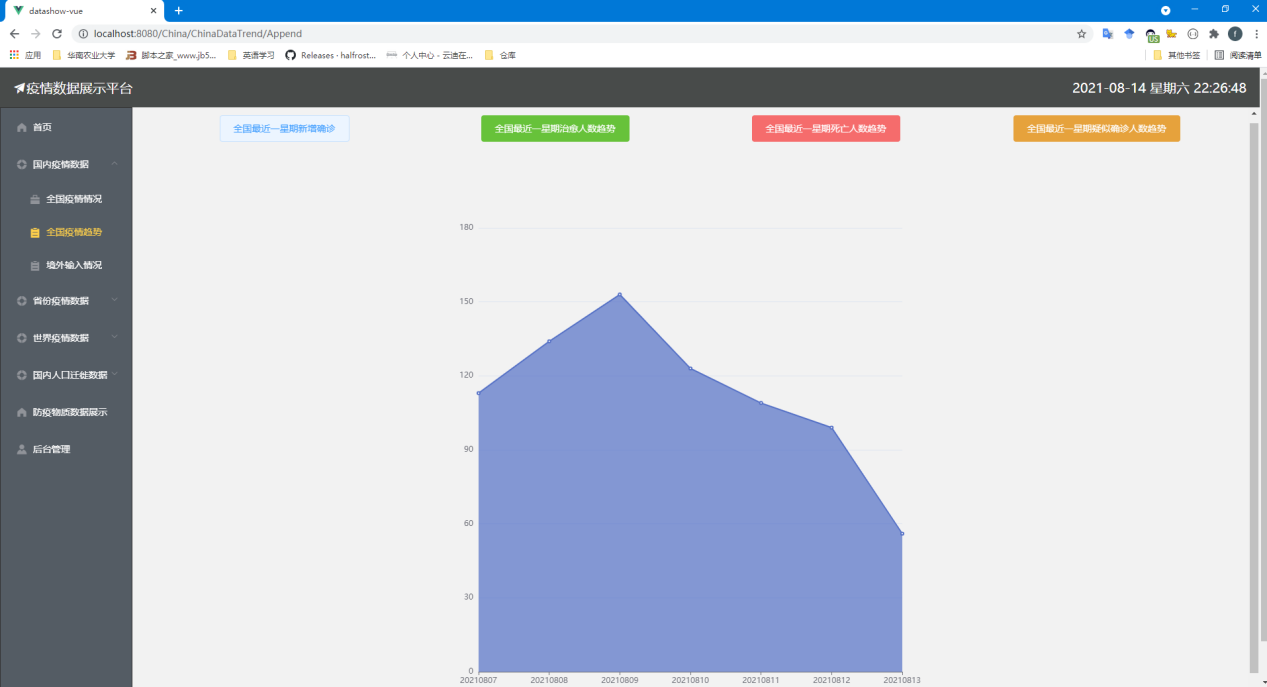 datashow-vue
localhost:8080/China/ChinaDataTrend/Append
f
应用
华南农业大学
脚本之家_www.jb5...
英语学习
Releases · halfrost...
个人中心 - 云迹在...
仓库
其他书签
阅读清单
US
疫情数据展示平台
2021-08-14 星期六 22:26:48
首页
国内疫情数据
全国疫情情况
全国疫情趋势
境外输入情况
省份疫情数据
世界疫情数据
国内人口迁徙数据
防疫物质数据展示
后台管理
全国最近一星期新增确诊
全国最近一星期治愈人数趋势
全国最近一星期死亡人数趋势
全国最近一星期疑似确诊人数趋势
180
150
120
90
60
30
0
20210807
20210808
20210809
20210810
20210811
20210812
20210813